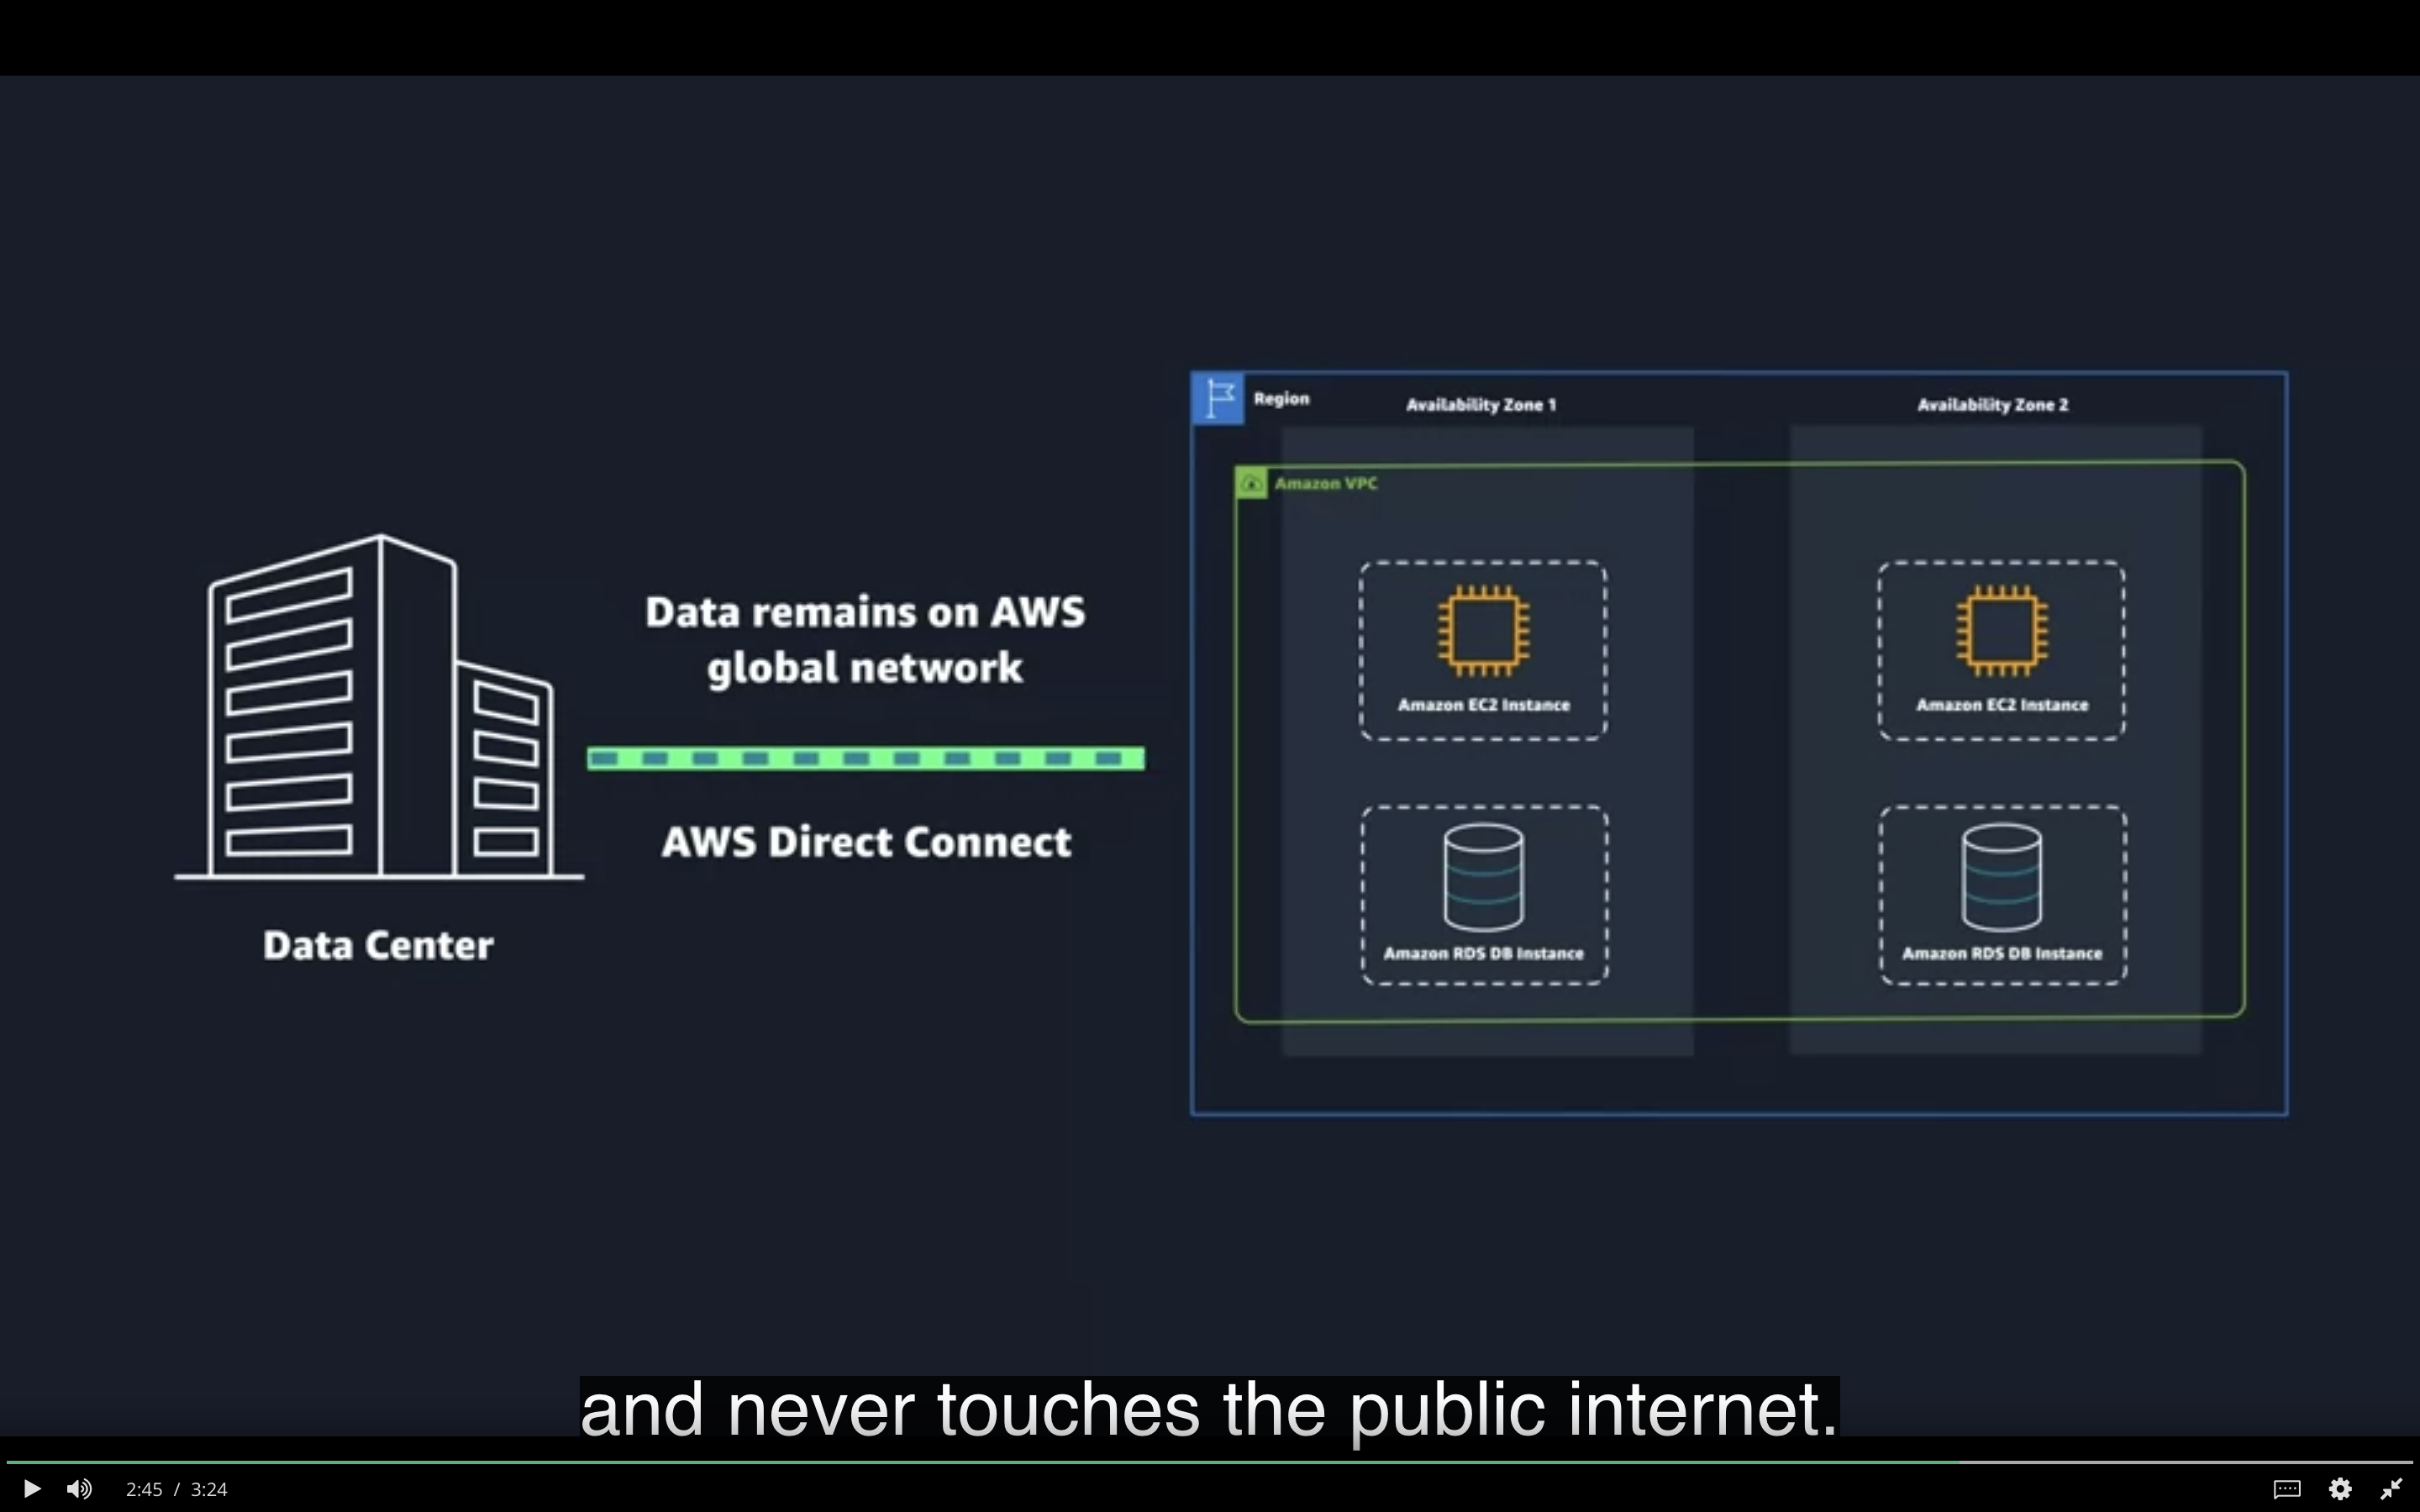 Region
Availability Zone 1
Availability Zone 2
Amazon VPC
Data remains on AWS
global network
AWS Direct Connect
Data Center
Amazon EC2 Instance
Amazon EC2 Instance
Amazon RDS DB Instance
Amazon RDS DB Instance
and never touches the public internet.
2:45 / 3:24